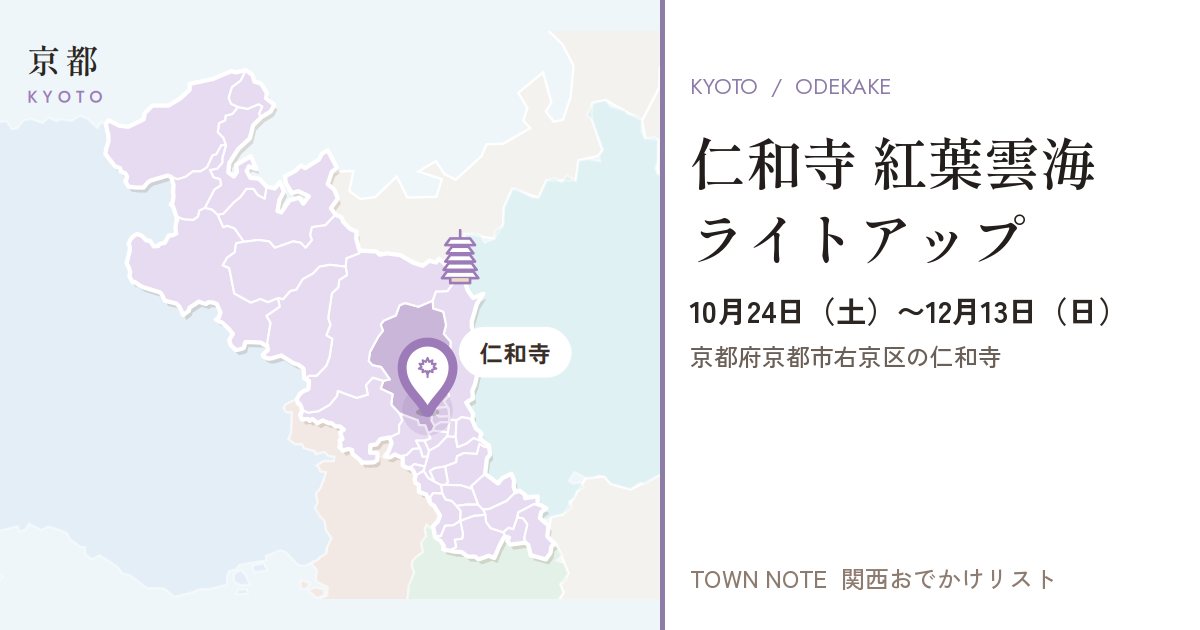 京都
KYOTO
仁和寺
KYOTO / ODEKAKE
仁和寺 紅葉雲海
ライトアップ
10月24日（土）〜12月13日（日）
京都府京都市右京区の仁和寺
TOWN NOTE 関西おでかけリスト